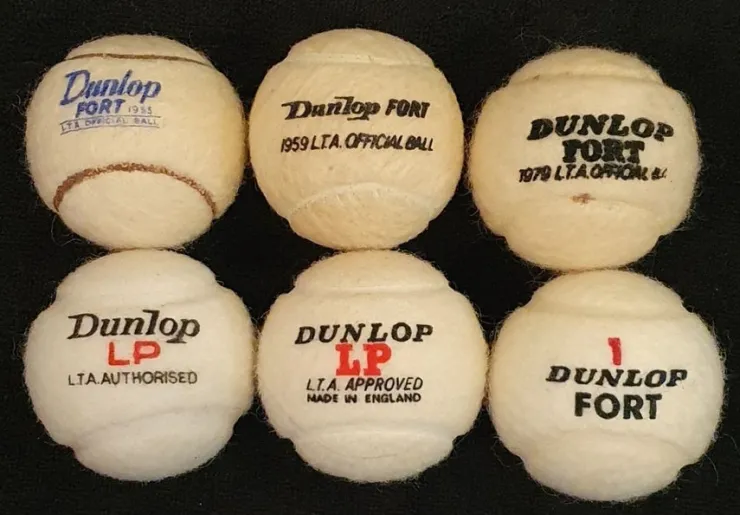 Dunlop
FORT
L.T.A. OFFICIAL BALL
Dunlop FORT
1959 L.T.A. OFFICIAL BALL
DUNLOP
FORT
1979 L.T.A. OFFICIAL
Dunlop
LP
L.T.A. AUTHORISED
DUNLOP
LP
L.T.A. APPROVED
MADE IN ENGLAND
1
DUNLOP
FORT